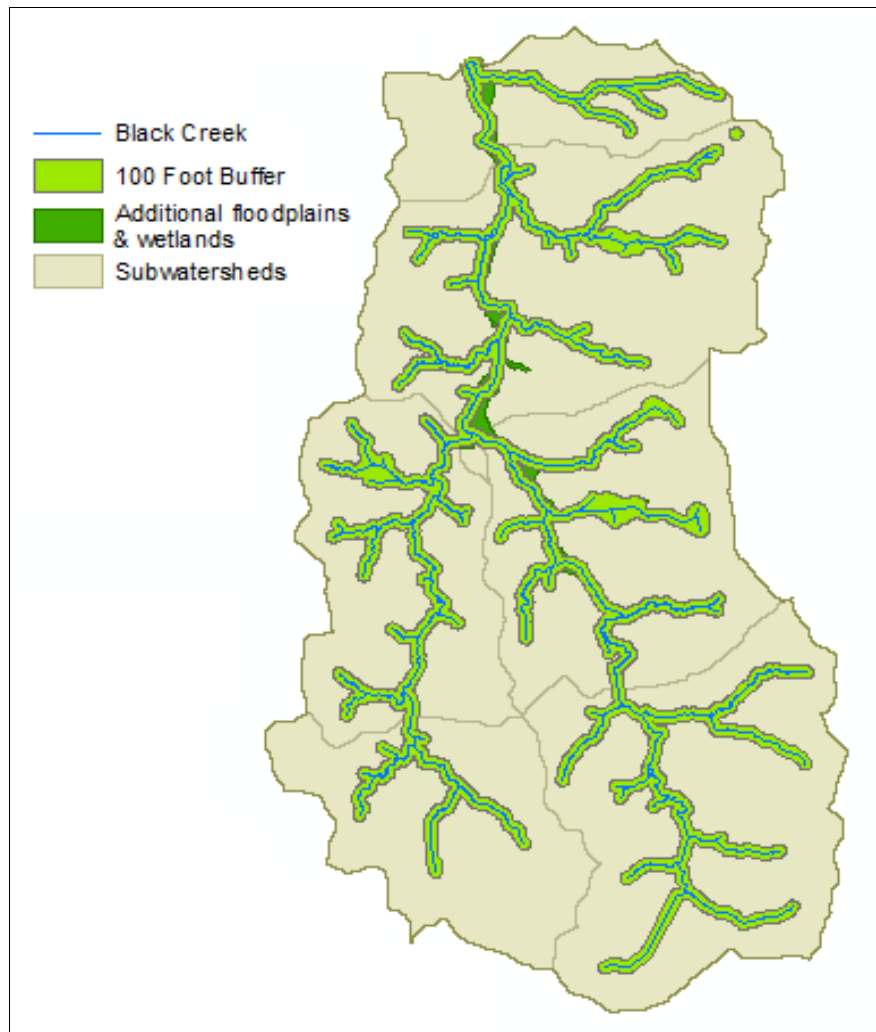 Black Creek
100 Foot Buffer
Additional floodplains
& wetlands
Subwatersheds